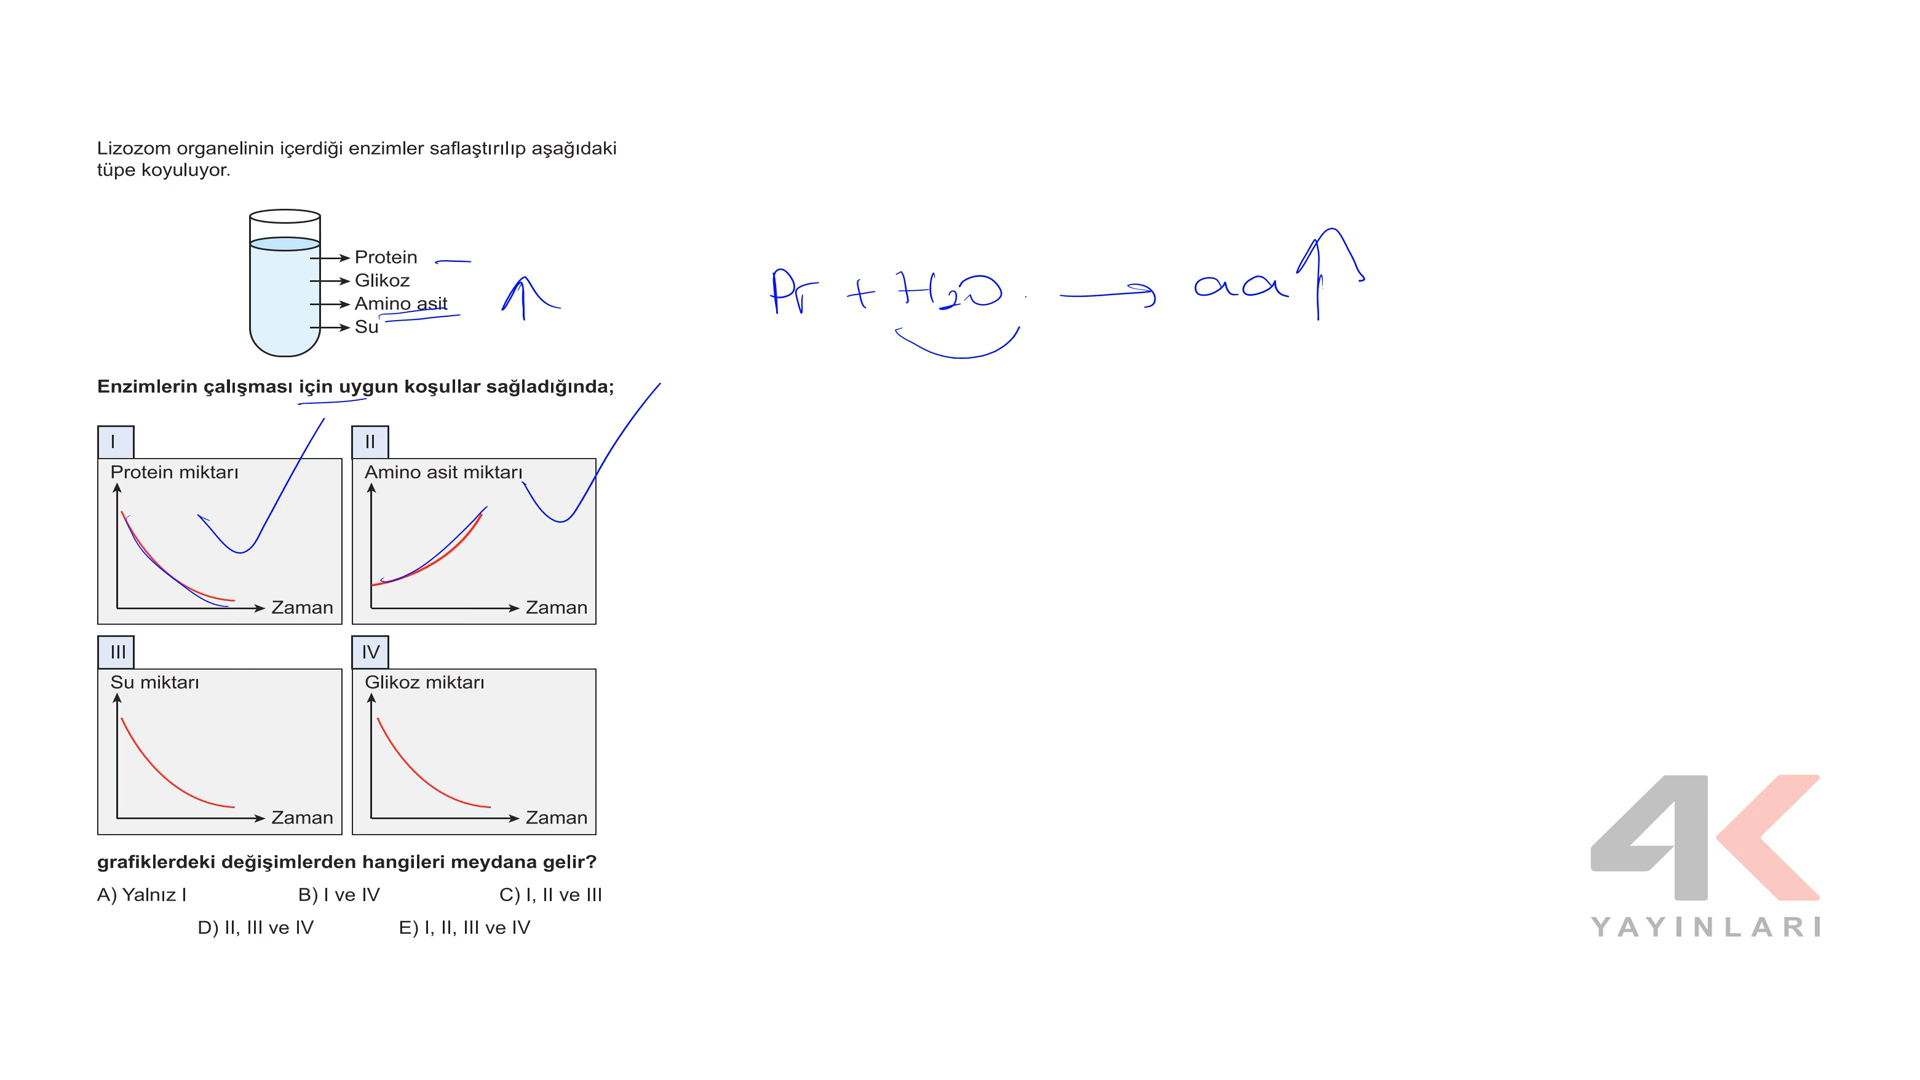 Lizozom organelinin içerdiği enzimler saflaştırılıp aşağıdaki
tüpe koyuluyor.
Protein
Glikoz
Amino asit
Su
Pr + H₂O → aa ↑
Enzimlerin çalışması için uygun koşullar sağladığında;
I
Protein miktarı
Zaman
II
Amino asit miktarı
Zaman
III
Su miktarı
Zaman
IV
Glikoz miktarı
Zaman
grafiklerdeki değişimlerden hangileri meydana gelir?
A) Yalnız I B) I ve IV C) I, II ve III
D) II, III ve IV E) I, II, III ve IV
4K
YAYINLARI